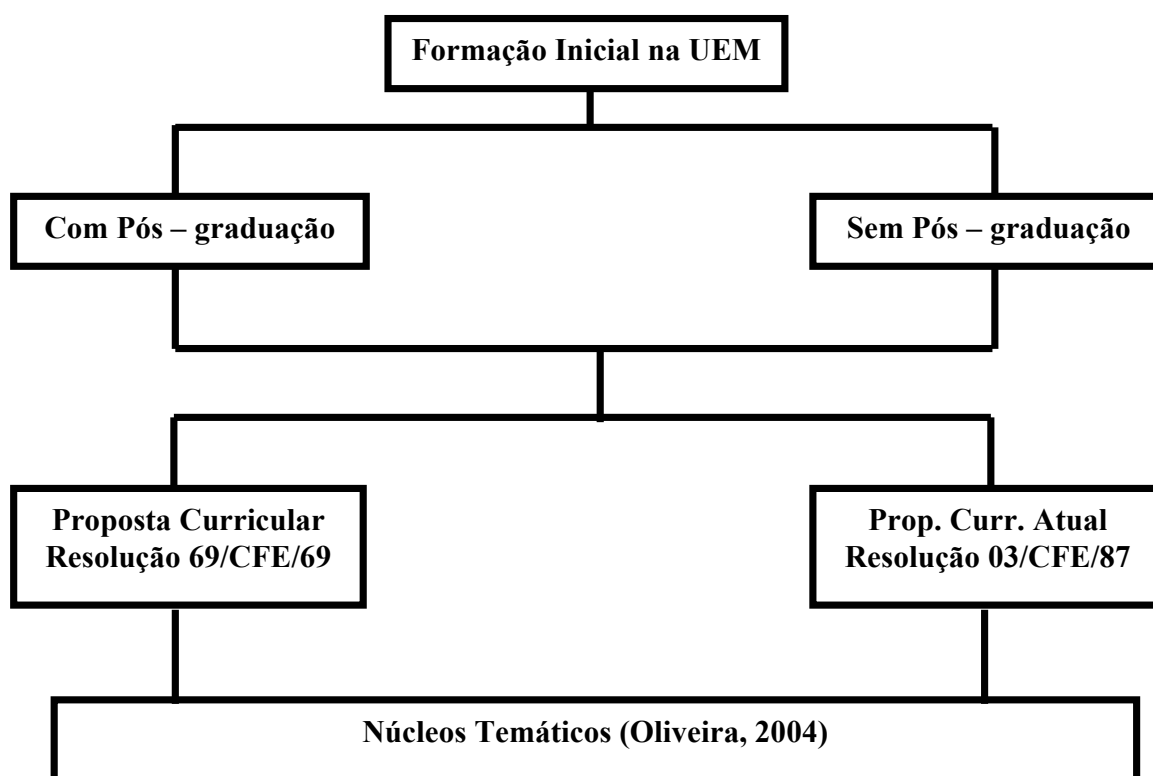 Formação Inicial na UEM
Com Pós – graduação
Sem Pós – graduação
Proposta Curricular
Resolução 69/CFE/69
Prop. Curr. Atual
Resolução 03/CFE/87
Núcleos Temáticos (Oliveira, 2004)